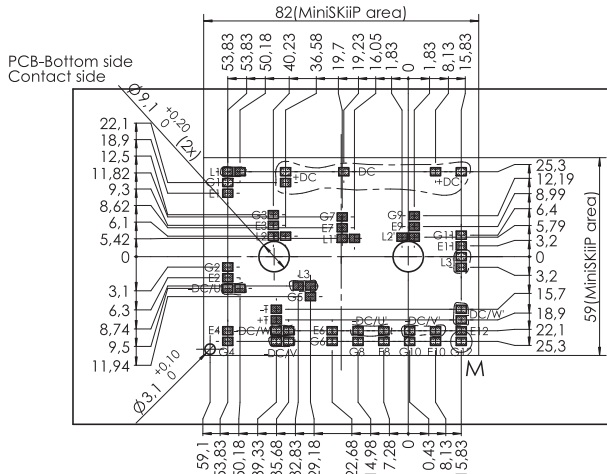 82(MiniSKiiP area)
53,83
53,83
50,18
40,23
36,58
19,7
19,23
16,05
1,83
0
1,83
8,13
15,83
PCB-Bottom side
Contact side
Ø9,1 +0,20 0 (2x)
22,1
18,9
12,5
11,82
9,3
8,62
6,1
5,42
0
3,1
6,3
8,74
9,5
11,94
Ø3,1 +0,10 0
25,3
12,19
8,99
6,4
5,79
3,2
0
3,2
15,7
18,9
22,1
25,3
59(MiniSKiiP area)
L1
G1
E1
+DC
-DC
+DC
G3
E3
L2
G7
E7
L1'
G9
E9
L2'
G11
E11
L3'
G2
E2
-DC/U
L3
G5
-T
+T
E4
-DC/W
E6
-DC/U'
-DC/V'
-DC/W'
E12
G4
-DC/V
G6
G8
E8
G10
E10
G12
M
59,1
53,83
50,18
39,33
35,68
32,83
29,18
22,68
14,98
7,28
0
0,43
8,13
15,83